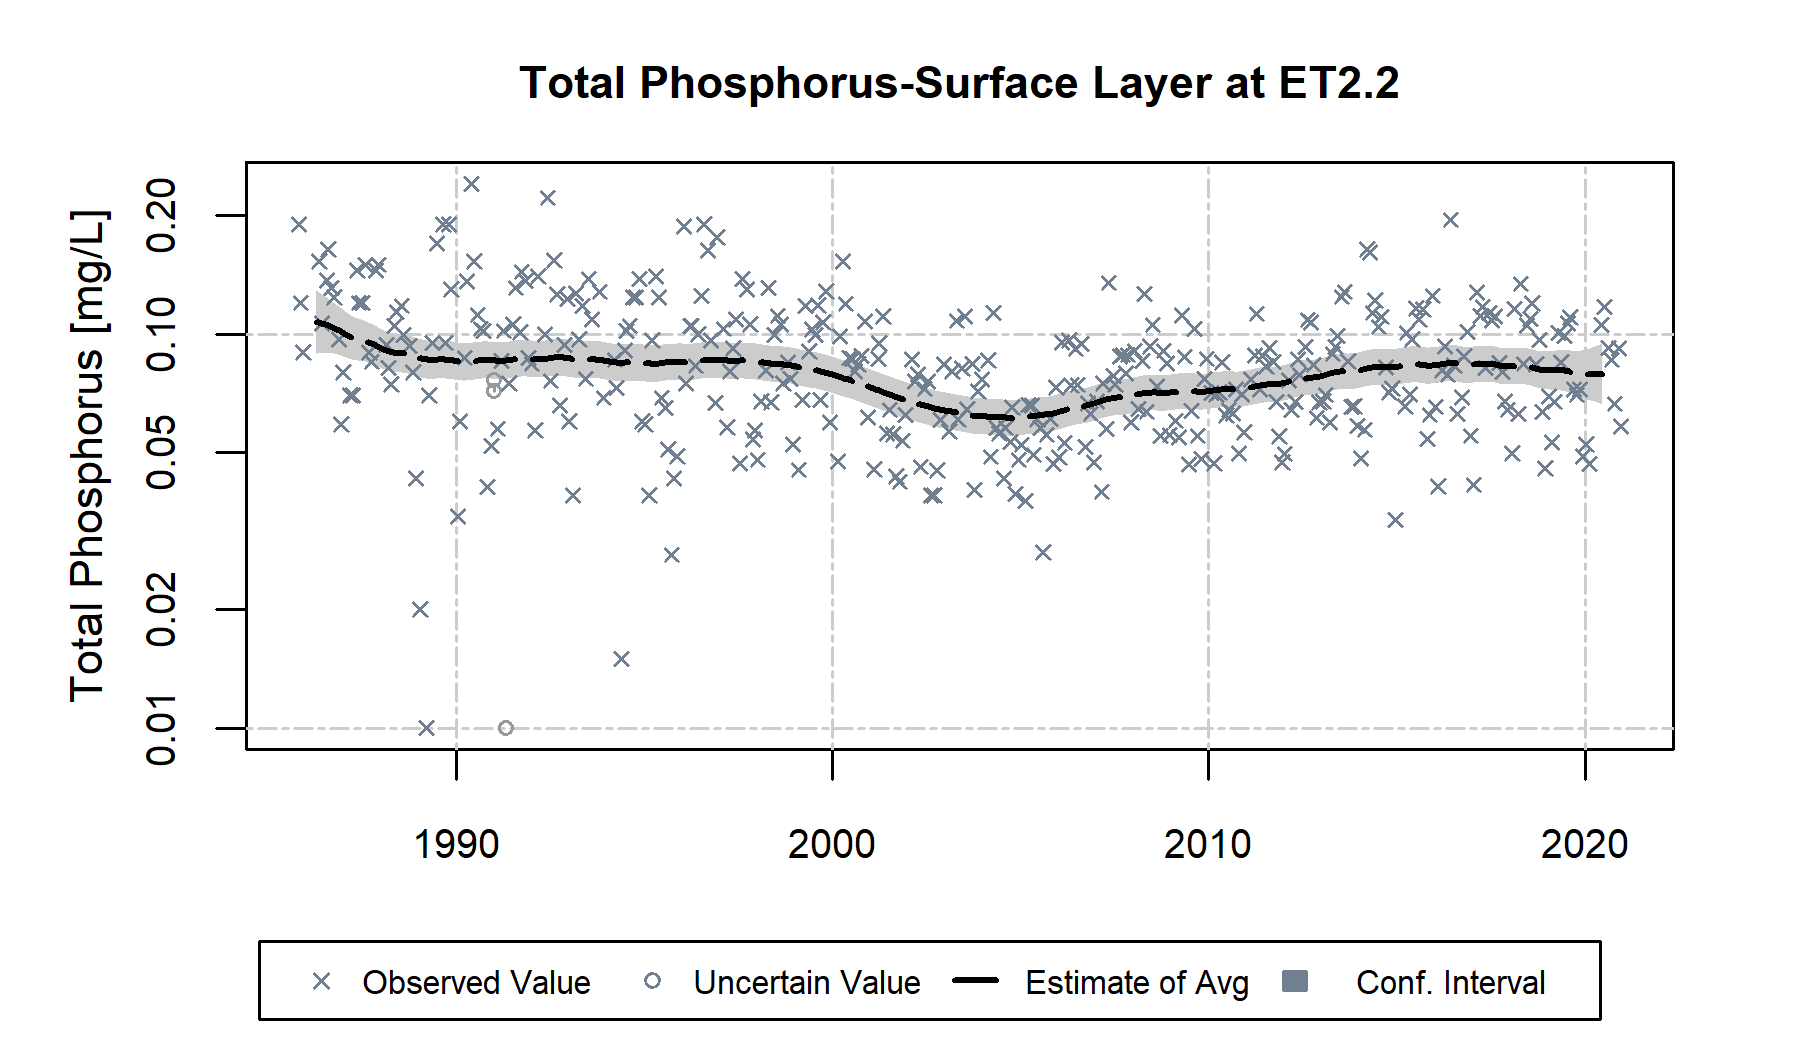 Total Phosphorus-Surface Layer at ET2.2
Total Phosphorus [mg/L]
0.20
0.10
0.05
0.02
0.01
1990 2000 2010 2020
Observed Value Uncertain Value Estimate of Avg Conf. Interval